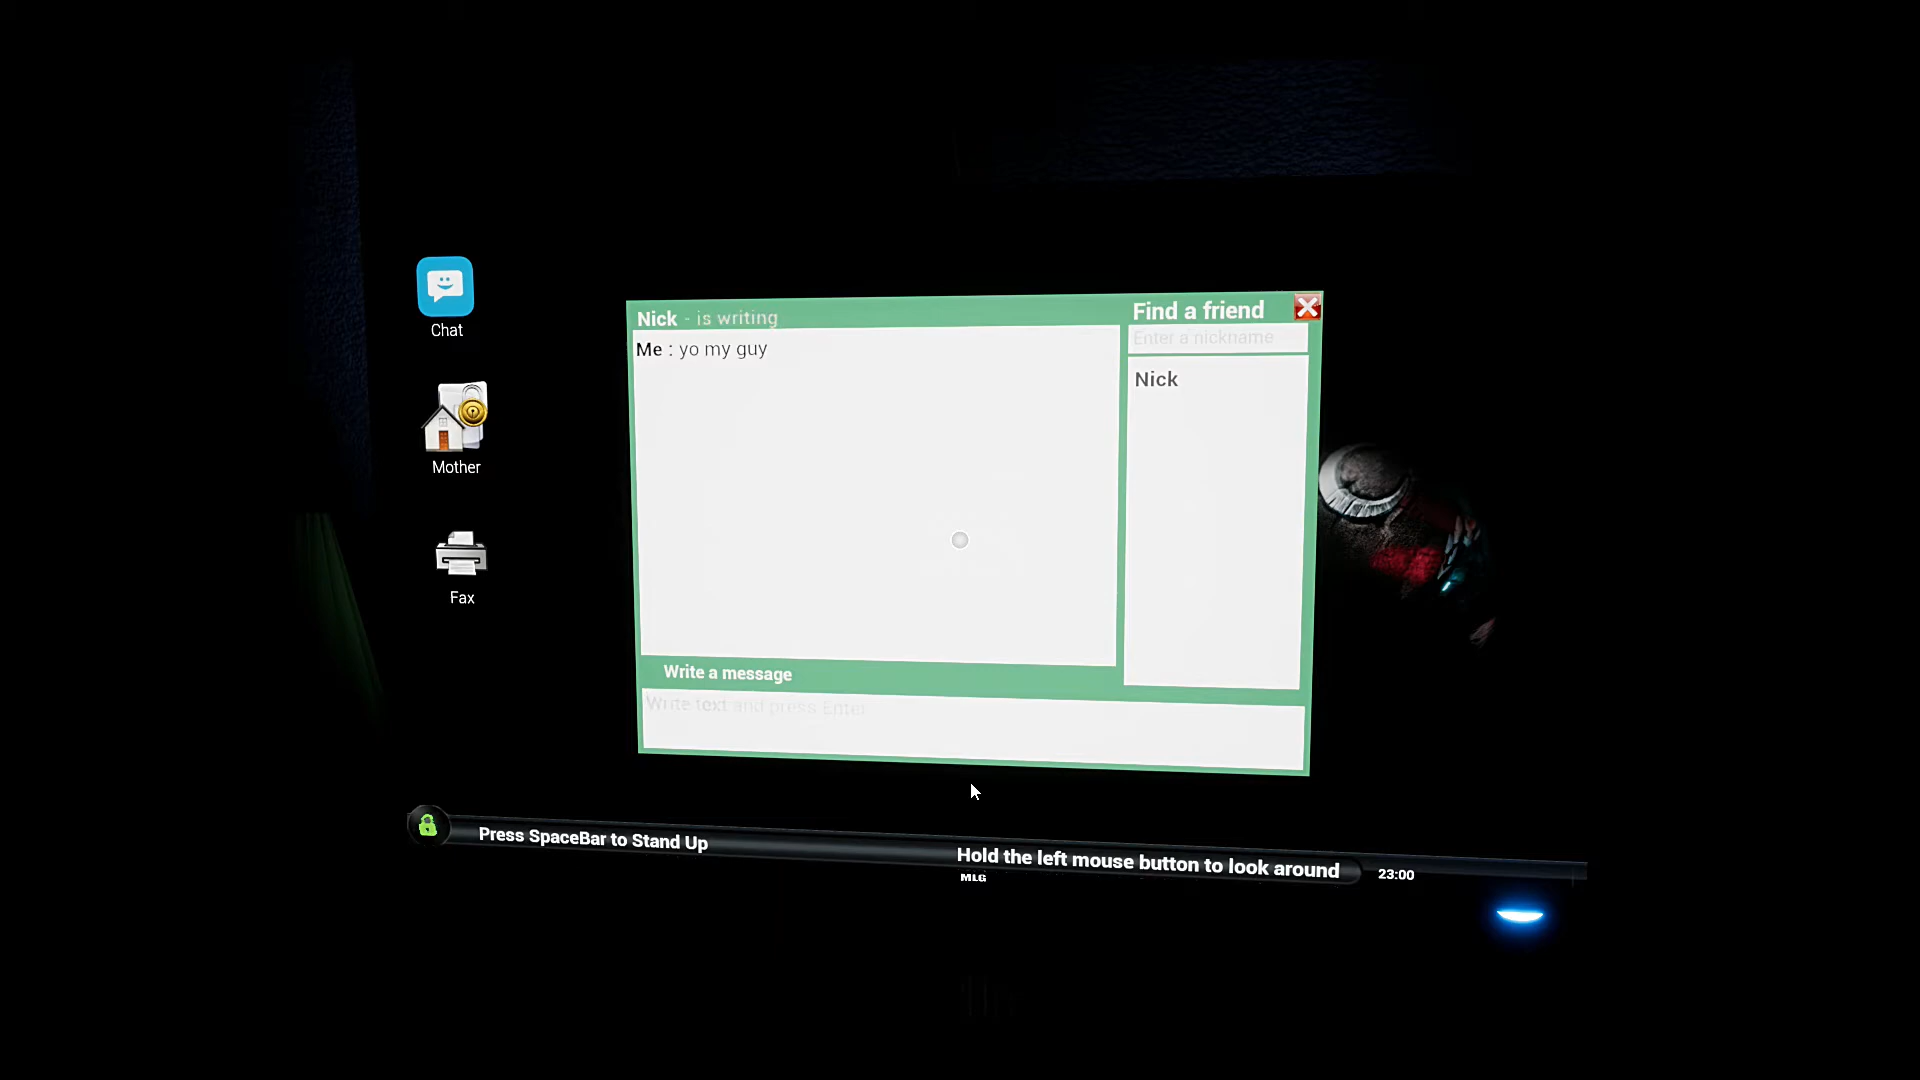 Chat
Mother
Fax
Nick - is writing
Me : yo my guy
Find a friend
Enter a nickname
Nick
Write a message
Write text and press Enter
Press SpaceBar to Stand Up
Hold the left mouse button to look around
MLG
23:00